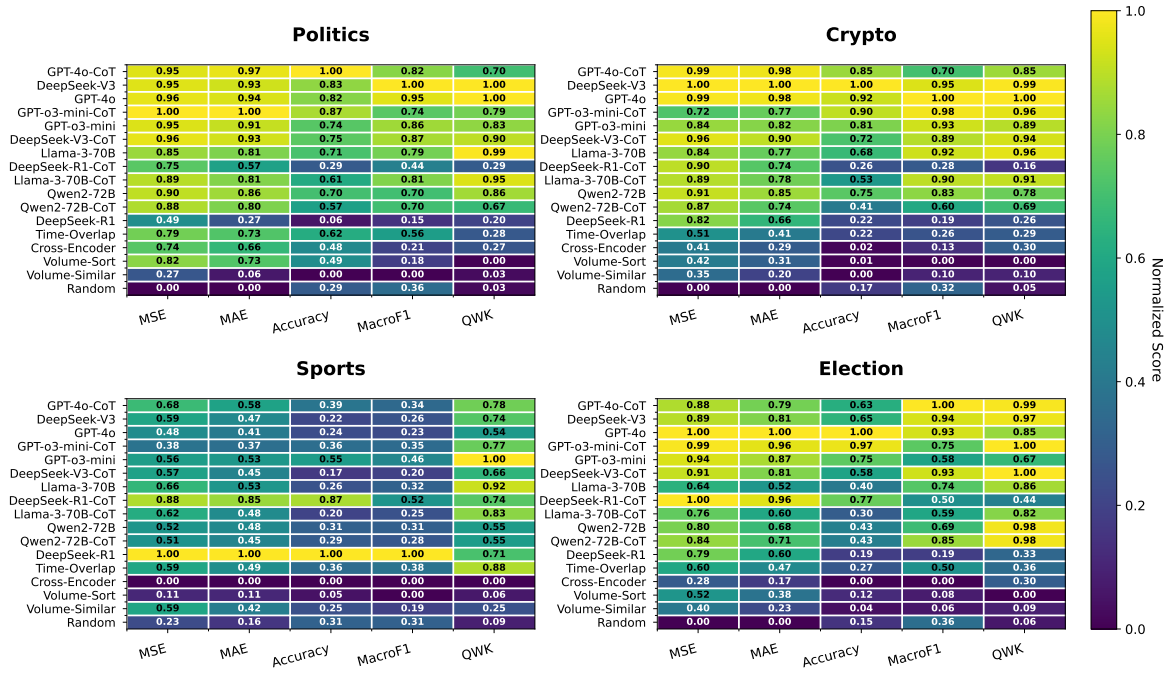 Politics
GPT-4o-CoT 0.95 0.97 1.00 0.82 0.70
DeepSeek-V3 0.95 0.93 0.83 1.00 1.00
GPT-4o 0.96 0.94 0.82 0.95 1.00
GPT-o3-mini-CoT 1.00 1.00 0.87 0.74 0.79
GPT-o3-mini 0.95 0.91 0.74 0.86 0.83
DeepSeek-V3-CoT 0.96 0.93 0.75 0.87 0.90
Llama-3-70B 0.85 0.81 0.71 0.79 0.99
DeepSeek-R1-CoT 0.75 0.57 0.29 0.44 0.29
Llama-3-70B-CoT 0.89 0.81 0.61 0.81 0.95
Qwen2-72B 0.90 0.86 0.70 0.70 0.86
Qwen2-72B-CoT 0.88 0.80 0.57 0.70 0.67
DeepSeek-R1 0.49 0.27 0.06 0.15 0.20
Time-Overlap 0.79 0.73 0.62 0.56 0.28
Cross-Encoder 0.74 0.66 0.48 0.21 0.27
Volume-Sort 0.82 0.73 0.49 0.18 0.00
Volume-Similar 0.27 0.06 0.00 0.00 0.03
Random 0.00 0.00 0.29 0.36 0.03
MSE MAE Accuracy MacroF1 QWK
Crypto
GPT-4o-CoT 0.99 0.98 0.85 0.70 0.85
DeepSeek-V3 1.00 1.00 1.00 0.95 0.99
GPT-4o 0.99 0.98 0.92 1.00 1.00
GPT-o3-mini-CoT 0.72 0.77 0.90 0.98 0.96
GPT-o3-mini 0.84 0.82 0.81 0.93 0.89
DeepSeek-V3-CoT 0.96 0.90 0.72 0.89 0.94
Llama-3-70B 0.84 0.77 0.68 0.92 0.96
DeepSeek-R1-CoT 0.90 0.74 0.26 0.28 0.16
Llama-3-70B-CoT 0.89 0.78 0.53 0.90 0.91
Qwen2-72B 0.91 0.85 0.75 0.83 0.78
Qwen2-72B-CoT 0.87 0.74 0.41 0.60 0.69
DeepSeek-R1 0.82 0.66 0.22 0.19 0.26
Time-Overlap 0.51 0.41 0.22 0.26 0.29
Cross-Encoder 0.41 0.29 0.02 0.13 0.30
Volume-Sort 0.42 0.31 0.01 0.00 0.00
Volume-Similar 0.35 0.20 0.00 0.10 0.10
Random 0.00 0.00 0.17 0.32 0.05
MSE MAE Accuracy MacroF1 QWK
Sports
GPT-4o-CoT 0.68 0.58 0.39 0.34 0.78
DeepSeek-V3 0.59 0.47 0.22 0.26 0.74
GPT-4o 0.48 0.41 0.24 0.23 0.54
GPT-o3-mini-CoT 0.38 0.37 0.36 0.35 0.77
GPT-o3-mini 0.56 0.53 0.55 0.46 1.00
DeepSeek-V3-CoT 0.57 0.45 0.17 0.20 0.66
Llama-3-70B 0.66 0.53 0.26 0.32 0.92
DeepSeek-R1-CoT 0.88 0.85 0.87 0.52 0.74
Llama-3-70B-CoT 0.62 0.48 0.20 0.25 0.83
Qwen2-72B 0.52 0.48 0.31 0.31 0.55
Qwen2-72B-CoT 0.51 0.45 0.29 0.28 0.55
DeepSeek-R1 1.00 1.00 1.00 1.00 0.71
Time-Overlap 0.59 0.49 0.36 0.38 0.88
Cross-Encoder 0.00 0.00 0.00 0.00 0.00
Volume-Sort 0.11 0.11 0.05 0.00 0.06
Volume-Similar 0.59 0.42 0.25 0.19 0.25
Random 0.23 0.16 0.31 0.31 0.09
MSE MAE Accuracy MacroF1 QWK
Election
GPT-4o-CoT 0.88 0.79 0.63 1.00 0.99
DeepSeek-V3 0.89 0.81 0.65 0.94 0.97
GPT-4o 1.00 1.00 1.00 0.93 0.85
GPT-o3-mini-CoT 0.99 0.96 0.97 0.75 1.00
GPT-o3-mini 0.94 0.87 0.75 0.58 0.67
DeepSeek-V3-CoT 0.91 0.81 0.58 0.93 1.00
Llama-3-70B 0.64 0.52 0.40 0.74 0.86
DeepSeek-R1-CoT 1.00 0.96 0.77 0.50 0.44
Llama-3-70B-CoT 0.76 0.60 0.30 0.59 0.82
Qwen2-72B 0.80 0.68 0.43 0.69 0.98
Qwen2-72B-CoT 0.84 0.71 0.43 0.85 0.98
DeepSeek-R1 0.79 0.60 0.19 0.19 0.33
Time-Overlap 0.60 0.47 0.27 0.50 0.36
Cross-Encoder 0.28 0.17 0.00 0.00 0.30
Volume-Sort 0.52 0.38 0.12 0.08 0.00
Volume-Similar 0.40 0.23 0.04 0.06 0.09
Random 0.00 0.00 0.15 0.36 0.06
MSE MAE Accuracy MacroF1 QWK
1.0
0.8
0.6
0.4
0.2
0.0
Normalized Score